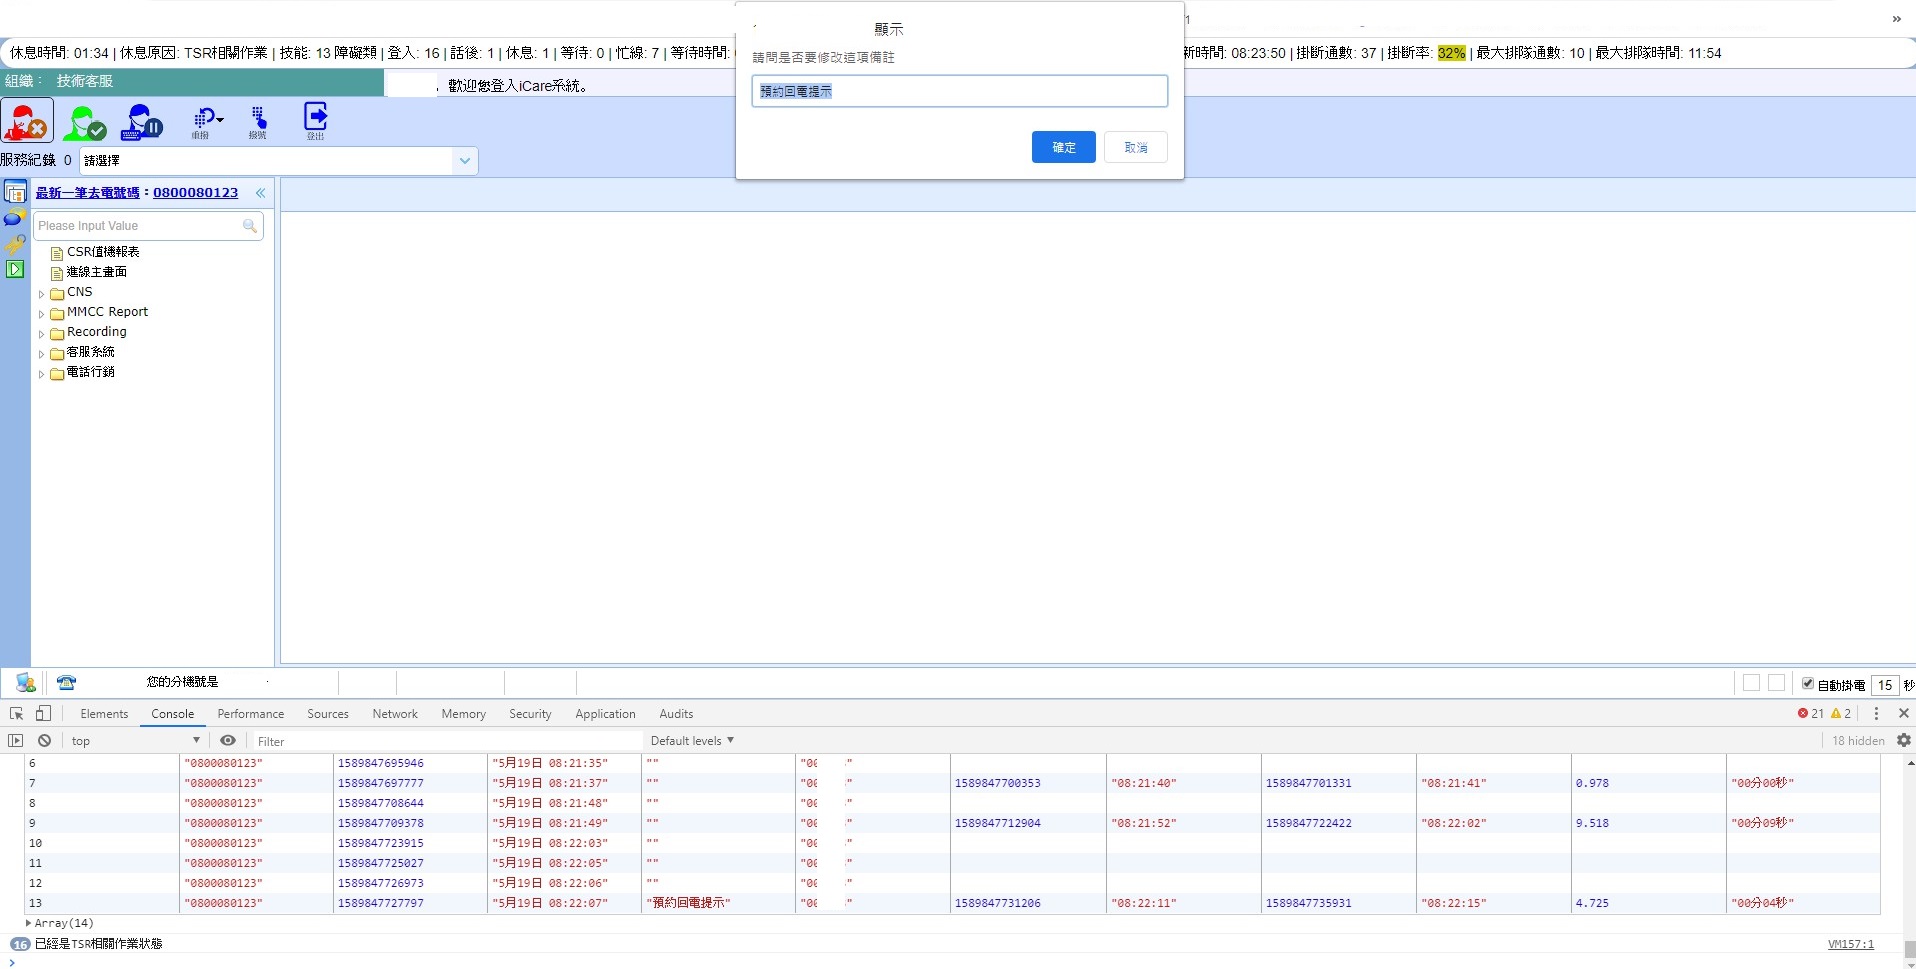 顯示
請問是否要修改這項備註
預約回電提示
確定 取消
休息時間: 01:34 | 休息原因: TSR相關作業 | 技能: 13 障礙類 | 登入: 16 | 話後: 1 | 休息: 1 | 等待: 0 | 忙線: 7 | 等待時間:
新時間: 08:23:50 | 掛斷通數: 37 | 掛斷率: 32% | 最大排隊通數: 10 | 最大排隊時間: 11:54
組織： 技術客服
歡迎您登入iCare系統。
重撥 撥號 登出
服務紀錄 0 請選擇
最新一筆去電號碼：0800080123
Please Input Value
CSR值機報表
進線主畫面
CNS
MMCC Report
Recording
客服系統
電話行銷
您的分機號是
自動掛電 15 秒
Elements Console Performance Sources Network Memory Security Application Audits 21 2
top Filter Default levels 18 hidden
6 "0800080123" 1589847695946 "5月19日 08:21:35" "" "00 "
7 "0800080123" 1589847697777 "5月19日 08:21:37" "" "00 " 1589847700353 "08:21:40" 1589847701331 "08:21:41" 0.978 "00分00秒"
8 "0800080123" 1589847708644 "5月19日 08:21:48" "" "00 "
9 "0800080123" 1589847709378 "5月19日 08:21:49" "" "00 " 1589847712904 "08:21:52" 1589847722422 "08:22:02" 9.518 "00分09秒"
10 "0800080123" 1589847723915 "5月19日 08:22:03" "" "00 "
11 "0800080123" 1589847725027 "5月19日 08:22:05" "" "00 "
12 "0800080123" 1589847726973 "5月19日 08:22:06" "" "00 "
13 "0800080123" 1589847727797 "5月19日 08:22:07" "預約回電提示" "00 " 1589847731206 "08:22:11" 1589847735931 "08:22:15" 4.725 "00分04秒"
Array(14)
16 已經是TSR相關作業狀態 VM157:1